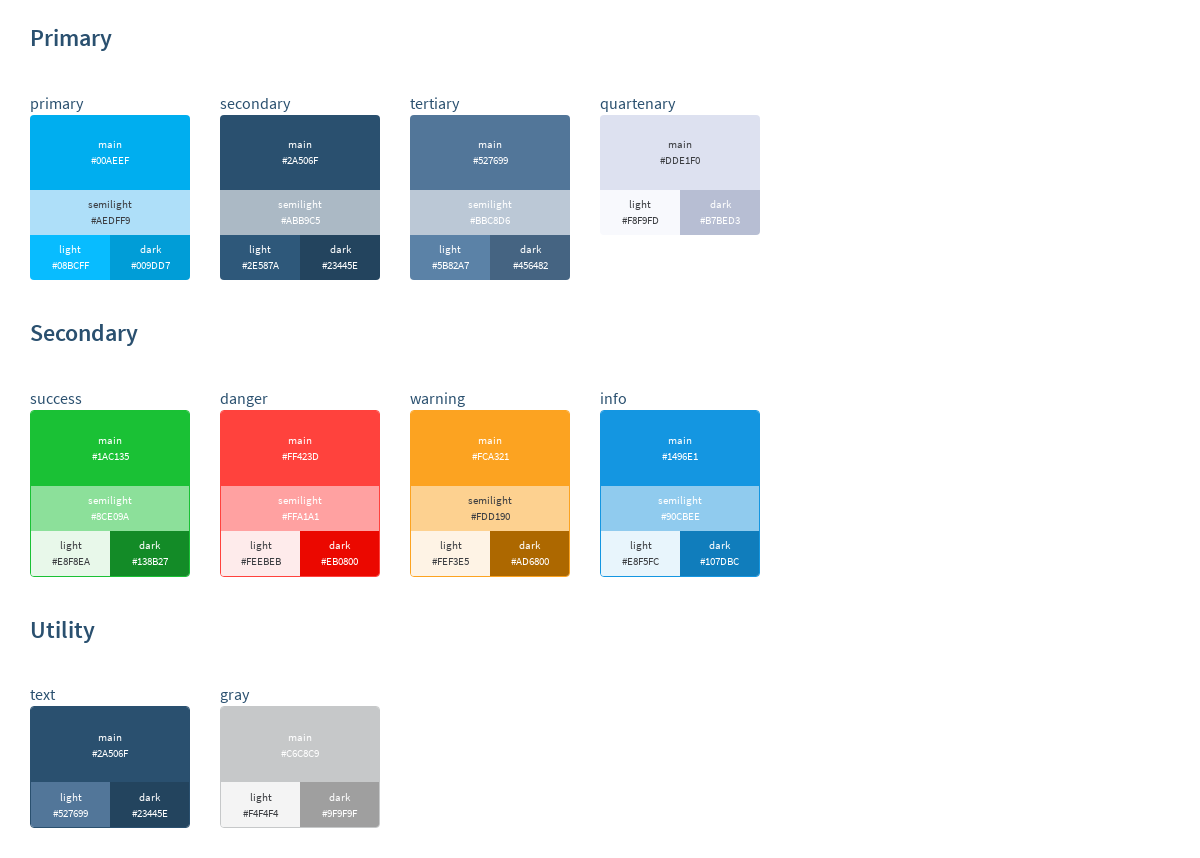 Primary
primary
main
#00AEEF
semilight
#AEDFF9
light
#08BCFF
dark
#009DD7
secondary
main
#2A506F
semilight
#ABB9C5
light
#2E587A
dark
#23445E
tertiary
main
#527699
semilight
#BBC8D6
light
#5B82A7
dark
#456482
quartenary
main
#DDE1F0
light
#F8F9FD
dark
#B7BED3
Secondary
success
main
#1AC135
semilight
#8CE09A
light
#E8F8EA
dark
#138B27
danger
main
#FF423D
semilight
#FFA1A1
light
#FEEBEB
dark
#EB0800
warning
main
#FCA321
semilight
#FDD190
light
#FEF3E5
dark
#AD6800
info
main
#1496E1
semilight
#90CBEE
light
#E8F5FC
dark
#107DBC
Utility
text
main
#2A506F
light
#527699
dark
#23445E
gray
main
#C6C8C9
light
#F4F4F4
dark
#9F9F9F